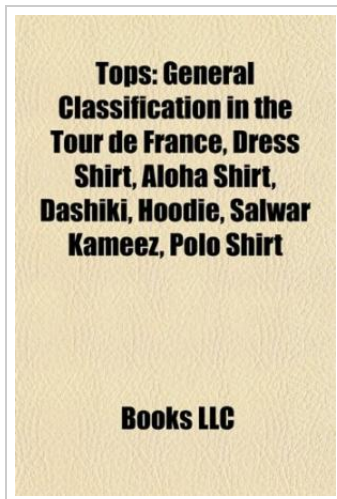 Tops: General
Classification in the
Tour de France, Dress
Shirt, Aloha Shirt,
Dashiki, Hoodie, Salwar
Kameez, Polo Shirt
Books LLC